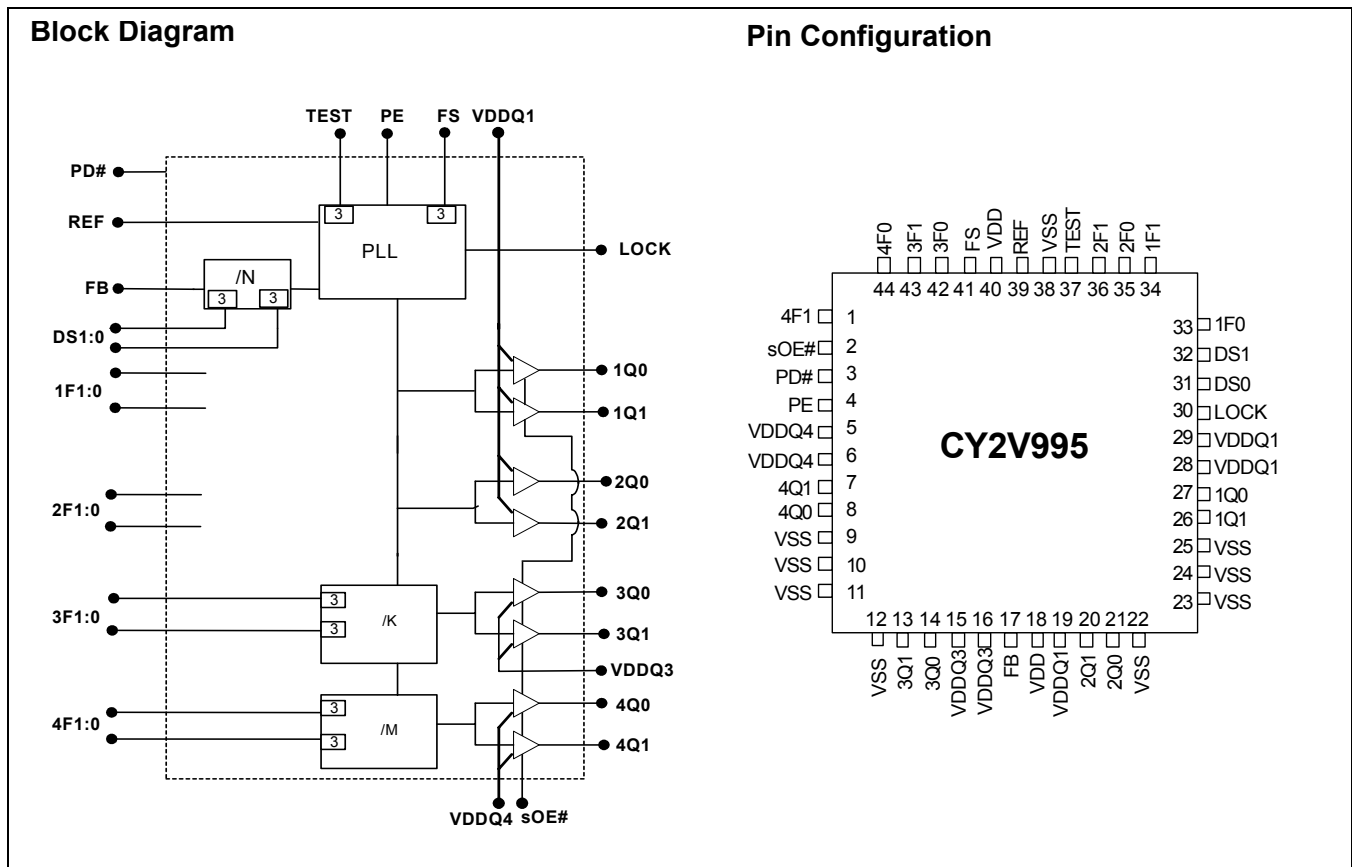 Block Diagram
Pin Configuration
TEST PE FS VDDQ1
PD#
REF
FB
DS1:0
1F1:0
2F1:0
3F1:0
4F1:0
3
3
PLL
/N
3
3
LOCK
1Q0
1Q1
2Q0
2Q1
3
3
/K
3Q0
3Q1
VDDQ3
3
3
/M
4Q0
4Q1
VDDQ4 sOE#
4F0 3F1 3F0 FS VDD REF VSS TEST 2F1 2F0 1F1
44 43 42 41 40 39 38 37 36 35 34
4F1 1
sOE# 2
PD# 3
PE 4
VDDQ4 5
VDDQ4 6
4Q1 7
4Q0 8
VSS 9
VSS 10
VSS 11
CY2V995
33 1F0
32 DS1
31 DS0
30 LOCK
29 VDDQ1
28 VDDQ1
27 1Q0
26 1Q1
25 VSS
24 VSS
23 VSS
12 13 14 15 16 17 18 19 20 21 22
VSS 3Q1 3Q0 VDDQ3 VDDQ3 FB VDD VDDQ1 2Q1 2Q0 VSS